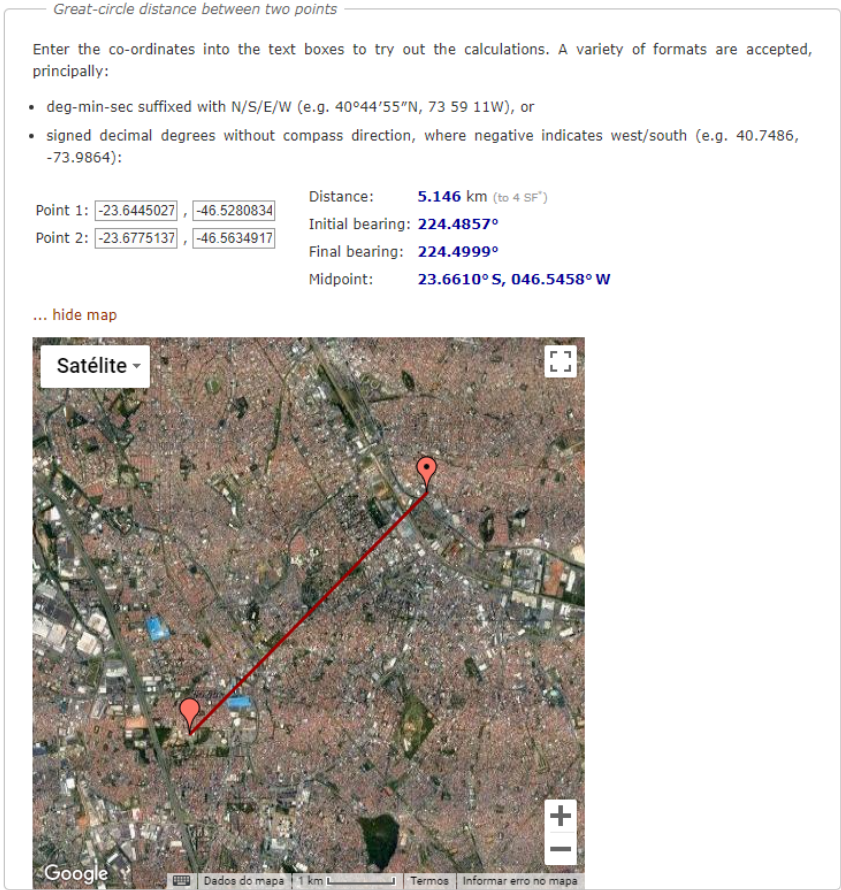 Great-circle distance between two points
Enter the co-ordinates into the text boxes to try out the calculations. A variety of formats are accepted,
principally:
• deg-min-sec suffixed with N/S/E/W (e.g. 40°44′55″N, 73 59 11W), or
• signed decimal degrees without compass direction, where negative indicates west/south (e.g. 40.7486,
-73.9864):
Point 1: -23.6445027 , -46.5280834
Point 2: -23.6775137 , -46.5634917
Distance: 5.146 km (to 4 SF*)
Initial bearing: 224.4857°
Final bearing: 224.4999°
Midpoint: 23.6610° S, 046.5458° W
... hide map
Satélite
Google
Dados do mapa 1 km Termos Informar erro no mapa